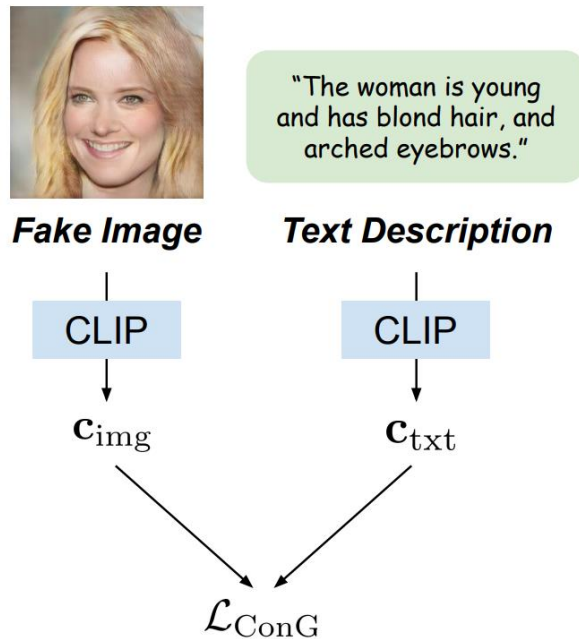 “The woman is young
and has blond hair, and
arched eyebrows.”
Fake Image Text Description
CLIP CLIP
c_img c_txt
ℒ_ConG